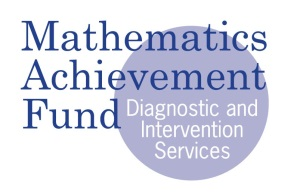 Mathematics
Achievement
Fund
Diagnostic and
Intervention
Services